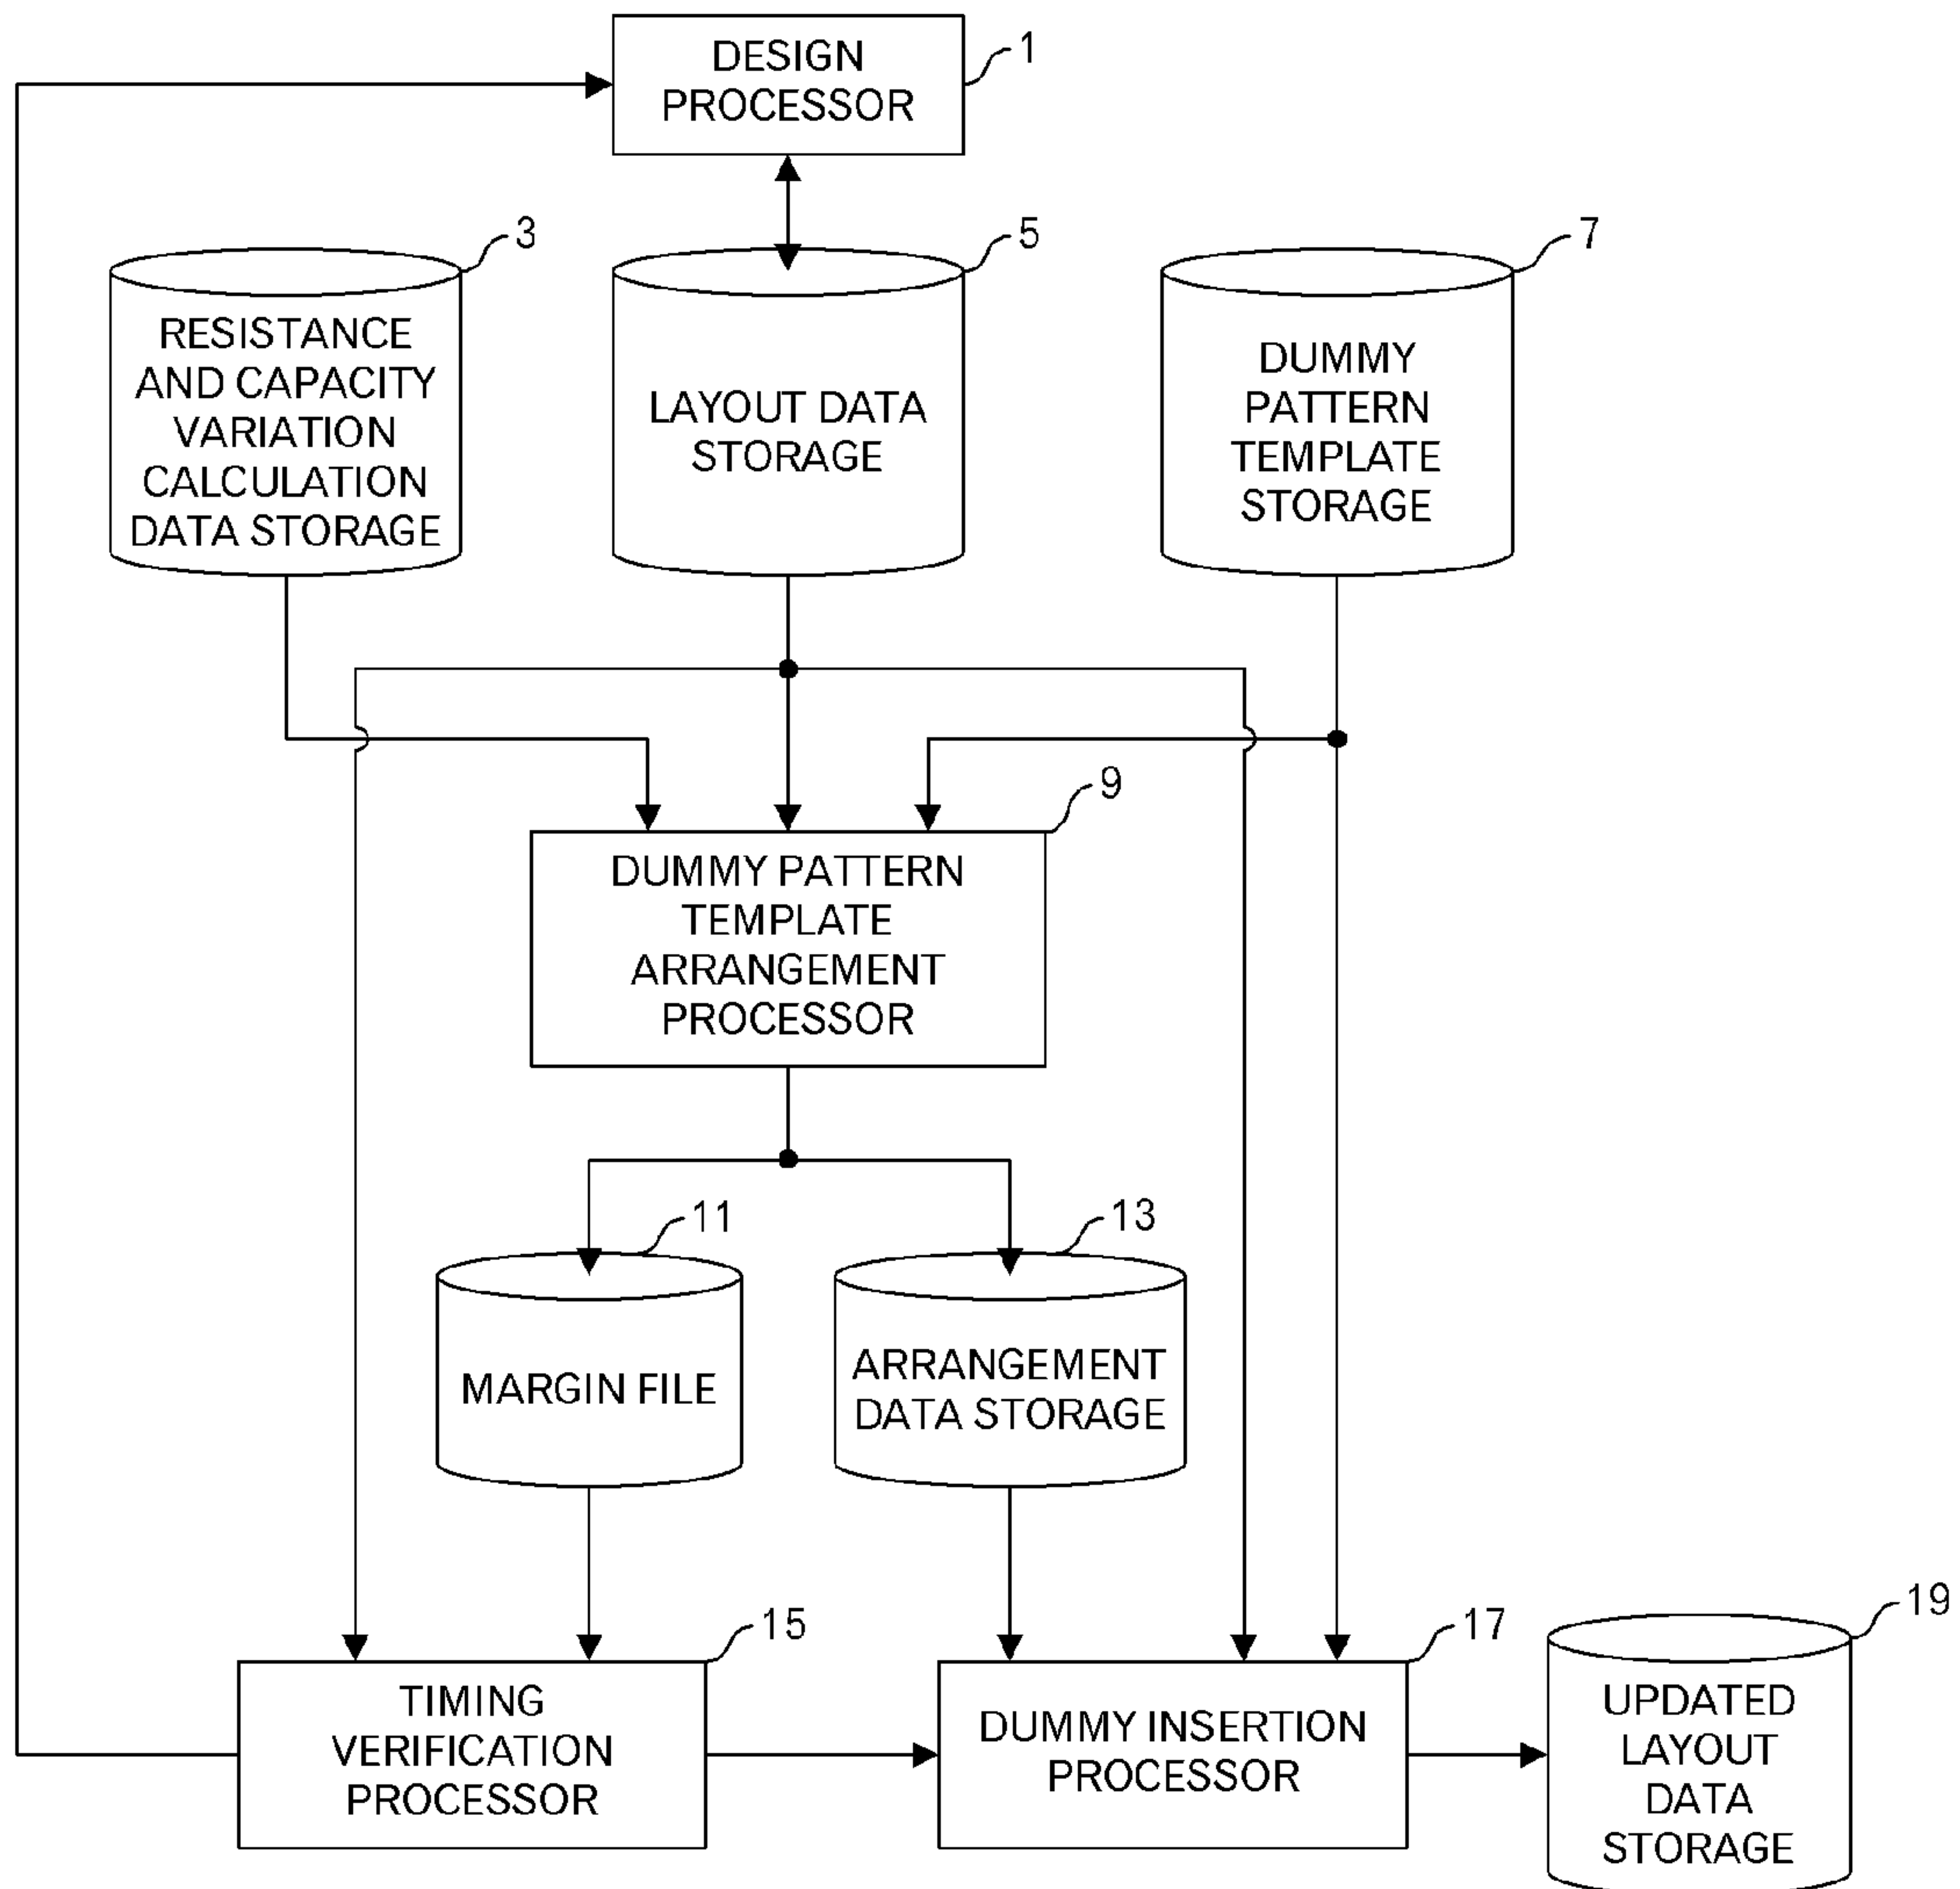 DESIGN
PROCESSOR
1
3
5
7
RESISTANCE
AND CAPACITY
VARIATION
CALCULATION
DATA STORAGE
LAYOUT DATA
STORAGE
DUMMY
PATTERN
TEMPLATE
STORAGE
9
DUMMY PATTERN
TEMPLATE
ARRANGEMENT
PROCESSOR
11
13
MARGIN FILE
ARRANGEMENT
DATA STORAGE
15
17
19
TIMING
VERIFICATION
PROCESSOR
DUMMY INSERTION
PROCESSOR
UPDATED
LAYOUT
DATA
STORAGE